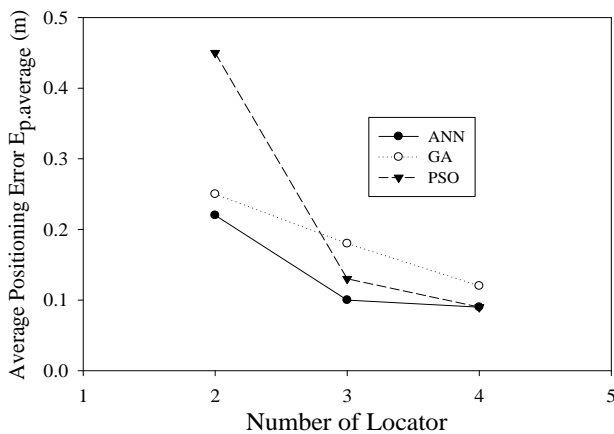 Average Positioning Error Ep.average (m)
0.5
0.4
0.3
0.2
0.1
0.0
ANN
GA
PSO
1 2 3 4 5
Number of Locator